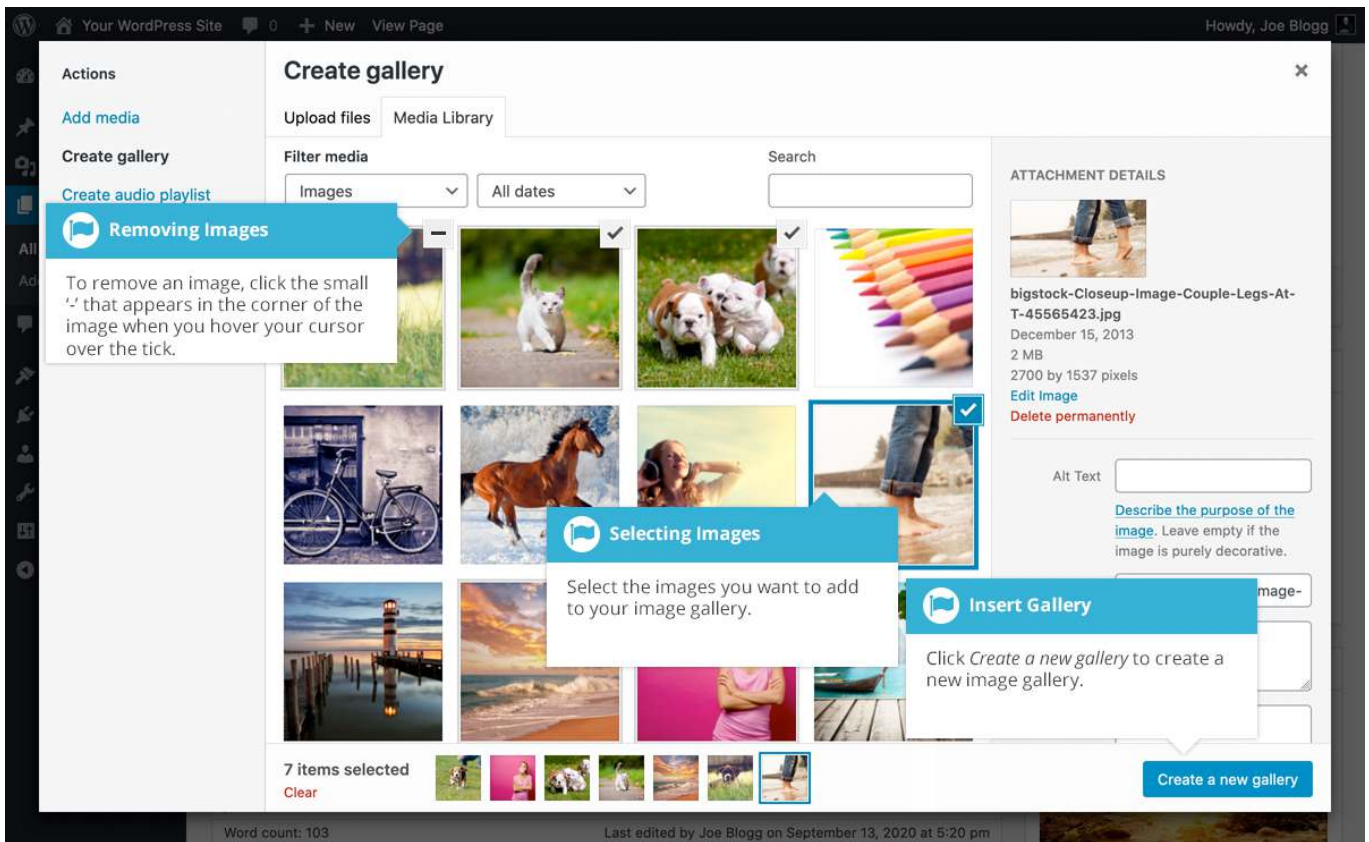 Your WordPress Site 0 + New View Page Howdy, Joe Blogg
Actions
Add media
Create gallery
Create audio playlist
All
Ad
Create gallery
×
Upload files Media Library
Filter media
Images All dates
Search
Removing Images
To remove an image, click the small
‘-’ that appears in the corner of the
image when you hover your cursor
over the tick.
Selecting Images
Select the images you want to add
to your image gallery.
ATTACHMENT DETAILS
bigstock-Closeup-Image-Couple-Legs-At-
T-45565423.jpg
December 15, 2013
2 MB
2700 by 1537 pixels
Edit Image
Delete permanently
Alt Text
Describe the purpose of the
image. Leave empty if the
image is purely decorative.
mage-
Insert Gallery
Click Create a new gallery to create a
new image gallery.
7 items selected
Clear
Create a new gallery
Word count: 103 Last edited by Joe Blogg on September 13, 2020 at 5:20 pm